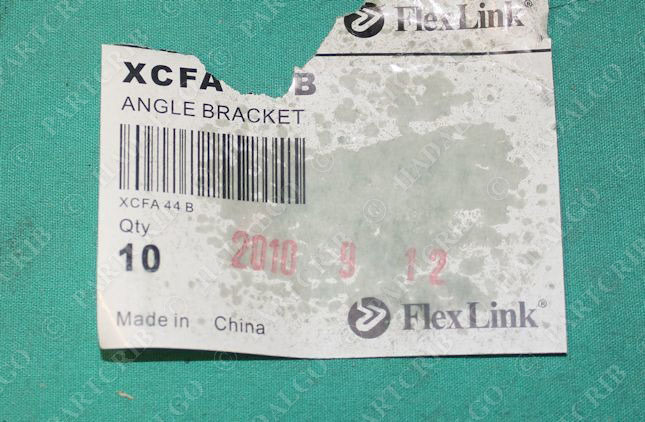 FlexLink®
XCFA B
ANGLE BRACKET
XCFA 44 B
Qty
10
2010 9 12
Made in China
FlexLink®